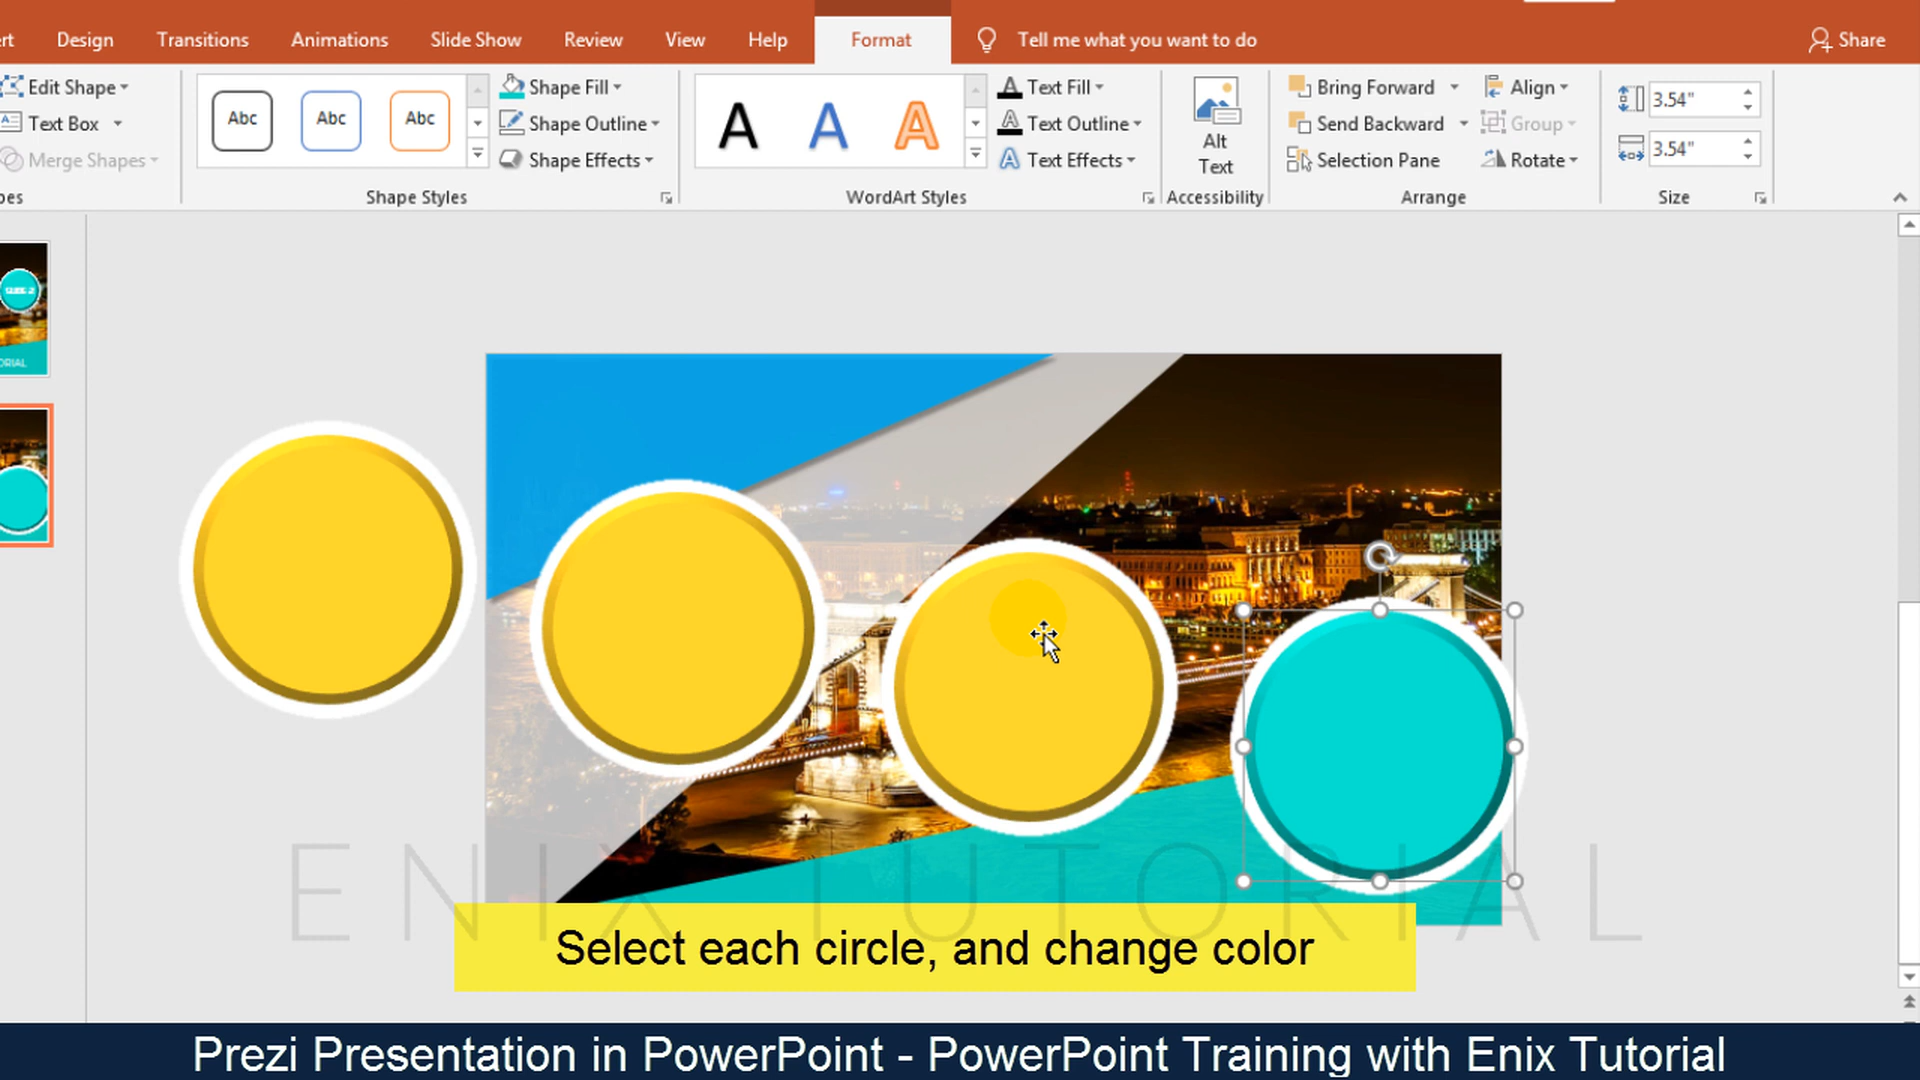 rt Design Transitions Animations Slide Show Review View Help Format Tell me what you want to do Share
Edit Shape Abc Abc Abc Shape Fill A A A Text Fill Alt Text Bring Forward Align 3.54"
Text Box Shape Outline Text Outline Send Backward Group
Merge Shapes Shape Effects Text Effects Selection Pane Rotate 3.54"
pes Shape Styles WordArt Styles Accessibility Arrange Size
SLIDE 2
ORIAL
ENIX TUTORIAL
Select each circle, and change color
Prezi Presentation in PowerPoint - PowerPoint Training with Enix Tutorial